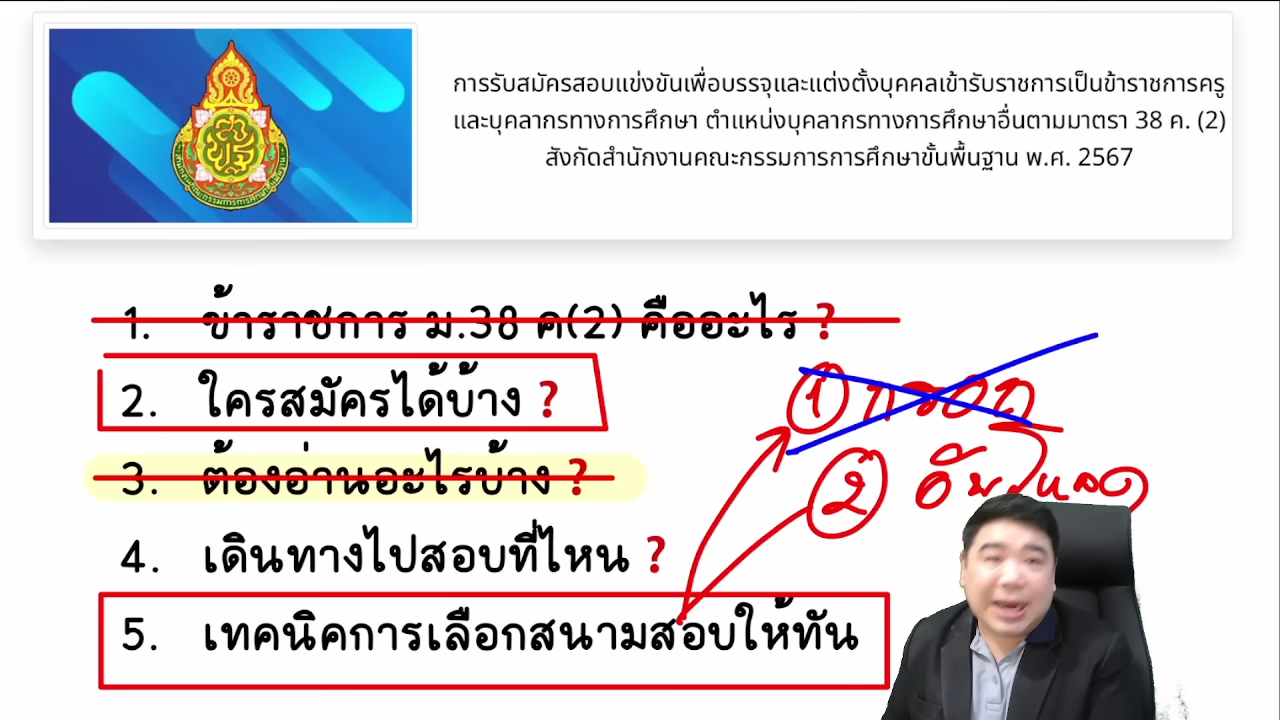 การรับสมัครสอบแข่งขันเพื่อบรรจุและแต่งตั้งบุคคลเข้ารับราชการเป็นข้าราชการครู
และบุคลากรทางการศึกษา ตำแหน่งบุคลากรทางการศึกษาอื่นตามมาตรา 38 ค. (2)
สังกัดสำนักงานคณะกรรมการการศึกษาขั้นพื้นฐาน พ.ศ. 2567
1. ข้าราชการ ม.38 ค(2) คืออะไร ?
2. ใครสมัครได้บ้าง ?
① กรอก
3. ต้องอ่านอะไรบ้าง ?
② อัปโหลด
4. เดินทางไปสอบที่ไหน ?
5. เทคนิคการเลือกสนามสอบให้ทัน